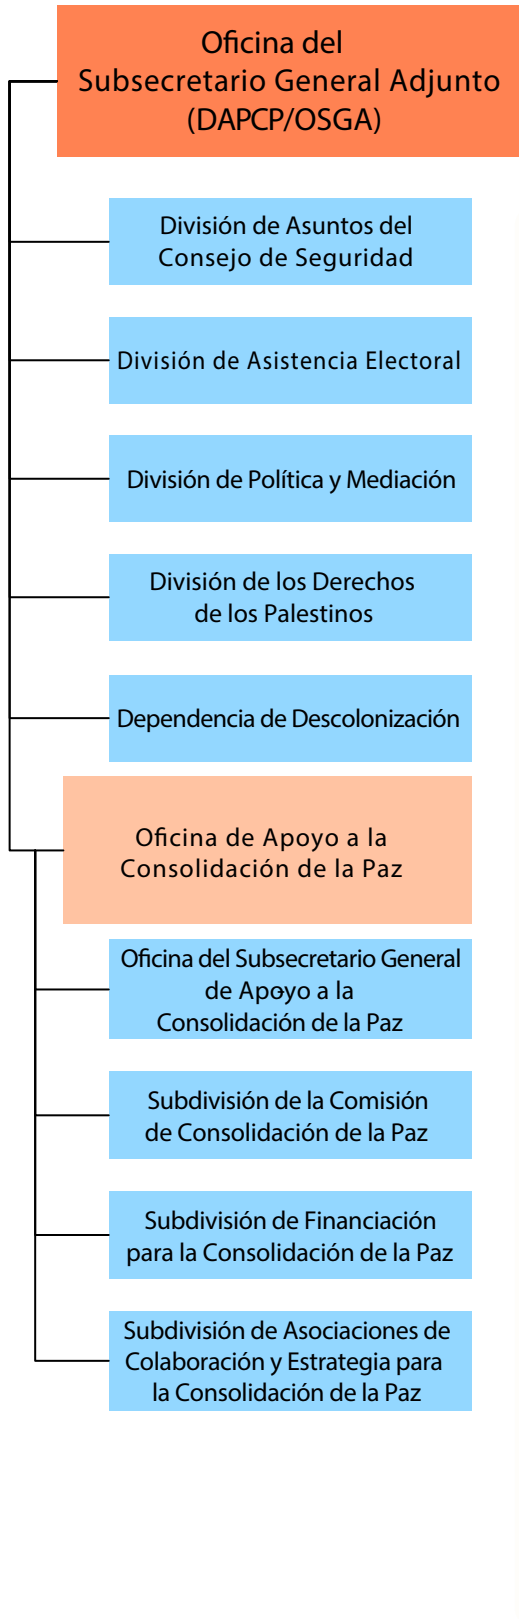 Oficina del
Subsecretario General Adjunto
(DAPCP/OSGA)
División de Asuntos del
Consejo de Seguridad
División de Asistencia Electoral
División de Política y Mediación
División de los Derechos
de los Palestinos
Dependencia de Descolonización
Oficina de Apoyo a la
Consolidación de la Paz
Oficina del Subsecretario General
de Apoyo a la
Consolidación de la Paz
Subdivisión de la Comisión
de Consolidación de la Paz
Subdivisión de Financiación
para la Consolidación de la Paz
Subdivisión de Asociaciones de
Colaboración y Estrategia para
la Consolidación de la Paz